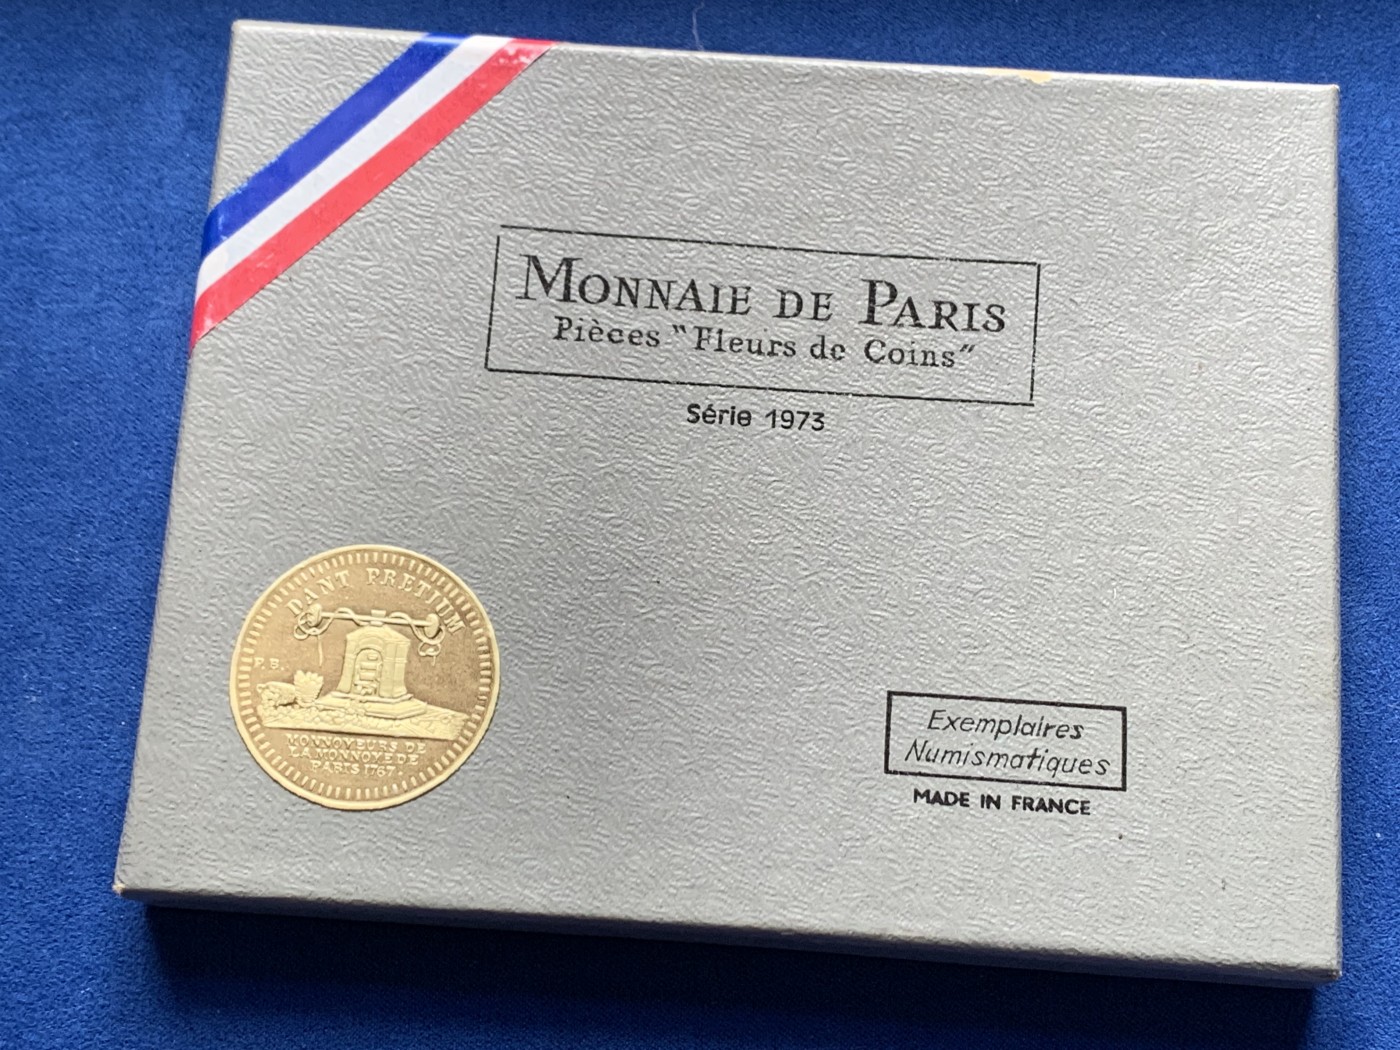 MONNAIE DE PARIS
Pièces "Fleurs de Coins"
Série 1973
DANT PRETIUM
F. B.
MONNOYEURS DE
LA MONNOYE DE
PARIS 1767.
Exemplaires
Numismatiques
MADE IN FRANCE